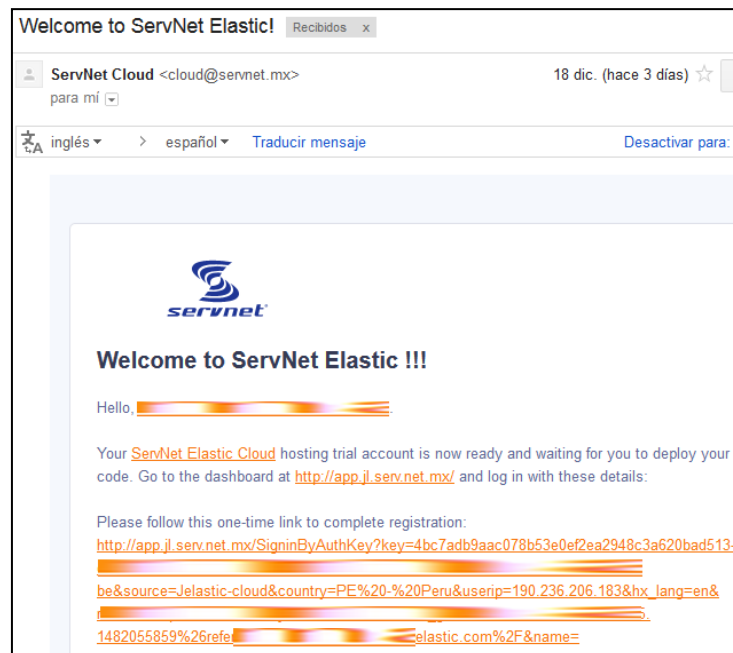 Welcome to ServNet Elastic! Recibidos x
ServNet Cloud <cloud@servnet.mx> 18 dic. (hace 3 días)
para mí
inglés > español Traducir mensaje Desactivar para:
servnet
Welcome to ServNet Elastic !!!
Hello, .
Your ServNet Elastic Cloud hosting trial account is now ready and waiting for you to deploy your
code. Go to the dashboard at http://app.jl.serv.net.mx/ and log in with these details:
Please follow this one-time link to complete registration:
http://app.jl.serv.net.mx/SigninByAuthKey?key=4bc7adb9aac078b53e0ef2ea2948c3a620bad513-
be&source=Jelastic-cloud&country=PE%20-%20Peru&userip=190.236.206.183&hx_lang=en&
1482055859%26refer elastic.com%2F&name=